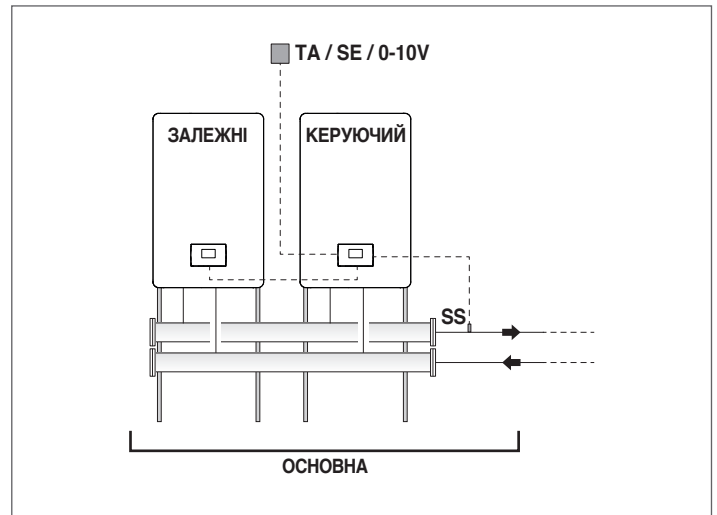 TA / SE / 0-10V
ЗАЛЕЖНІ
КЕРУЮЧИЙ
SS
ОСНОВНА